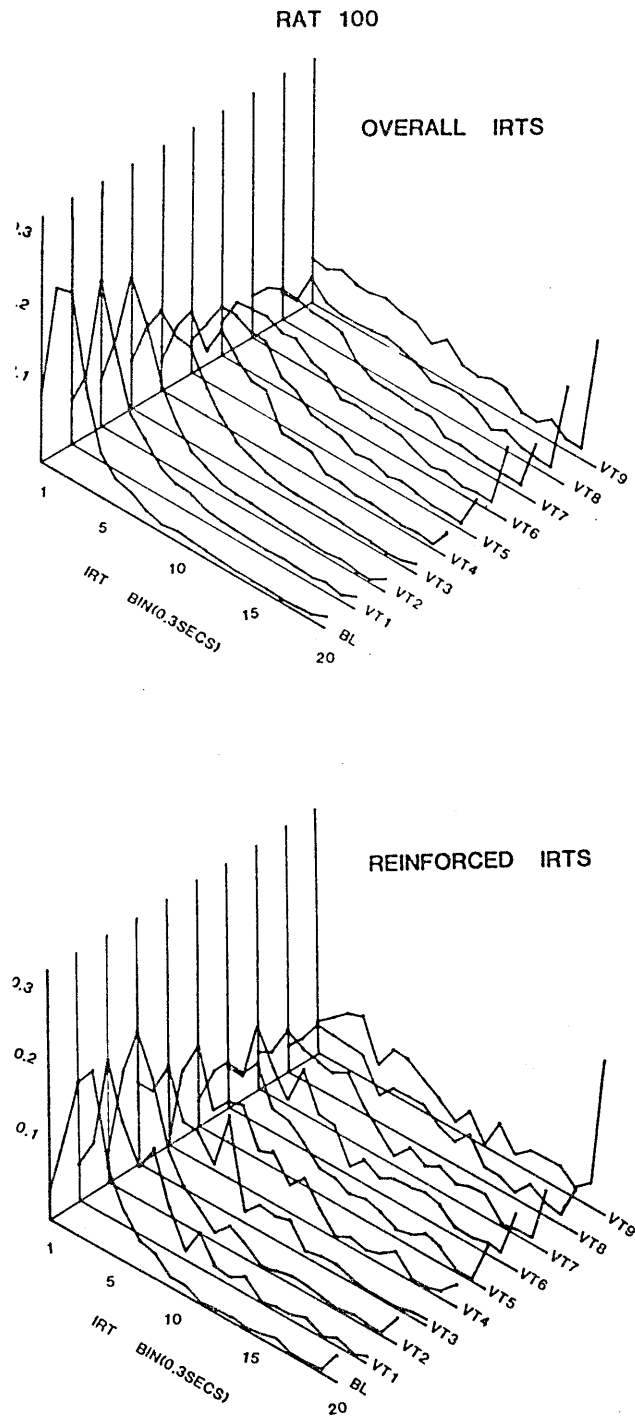 RAT 100
OVERALL IRTS
.3
.2
.1
1
5
10
15
20
IRT BIN(0.3SECS)
BL
VT1
VT2
VT3
VT4
VT5
VT6
VT7
VT8
VT9
REINFORCED IRTS
0.3
0.2
0.1
1
5
10
15
20
IRT BIN(0.3SECS)
BL
VT1
VT2
VT3
VT4
VT5
VT6
VT7
VT8
VT9